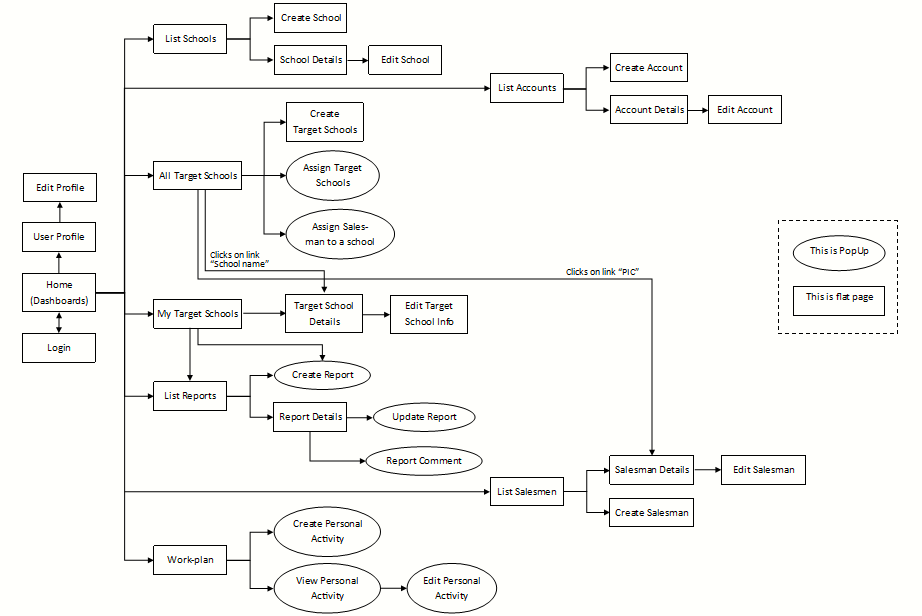 Create School
List Schools
School Details
Edit School
Create Account
List Accounts
Account Details
Edit Account
Create
Target Schools
All Target Schools
Assign Target
Schools
Edit Profile
Assign Sales-
man to a school
User Profile
This is PopUp
Clicks on link
"School name"
Clicks on link "PIC"
Home
(Dashboards)
This is flat page
My Target Schools
Target School
Details
Edit Target
School Info
Login
Create Report
List Reports
Report Details
Update Report
Report Comment
Salesman Details
Edit Salesman
List Salesmen
Create Salesman
Create Personal
Activity
Work-plan
View Personal
Activity
Edit Personal
Activity